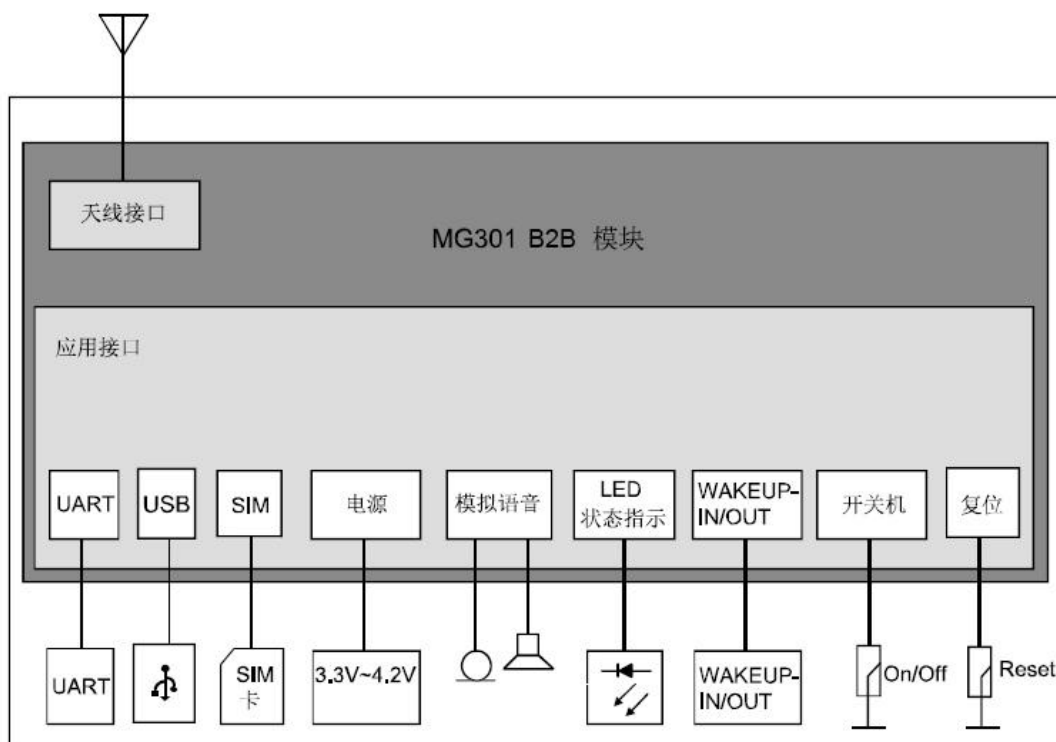 天线接口
MG301 B2B 模块
应用接口
UART
USB
SIM
电源
模拟语音
LED
状态指示
WAKEUP-
IN/OUT
开关机
复位
UART
SIM
卡
3.3V~4.2V
WAKEUP-
IN/OUT
On/Off
Reset